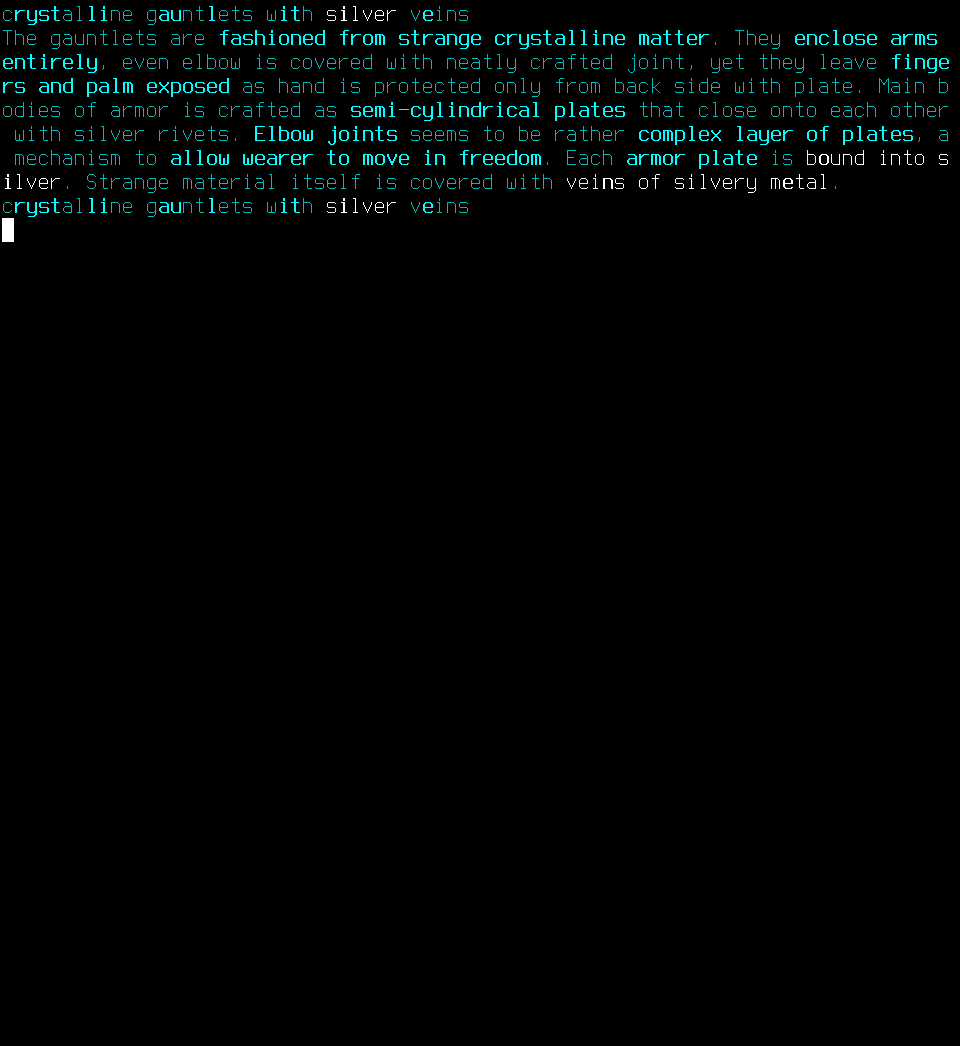 crystalline gauntlets with silver veins
The gauntlets are fashioned from strange crystalline matter. They enclose arms
entirely, even elbow is covered with neatly crafted joint, yet they leave finge
rs and palm exposed as hand is protected only from back side with plate. Main b
odies of armor is crafted as semi-cylindrical plates that close onto each other
 with silver rivets. Elbow joints seems to be rather complex layer of plates, a
 mechanism to allow wearer to move in freedom. Each armor plate is bound into s
ilver. Strange material itself is covered with veins of silvery metal.
crystalline gauntlets with silver veins